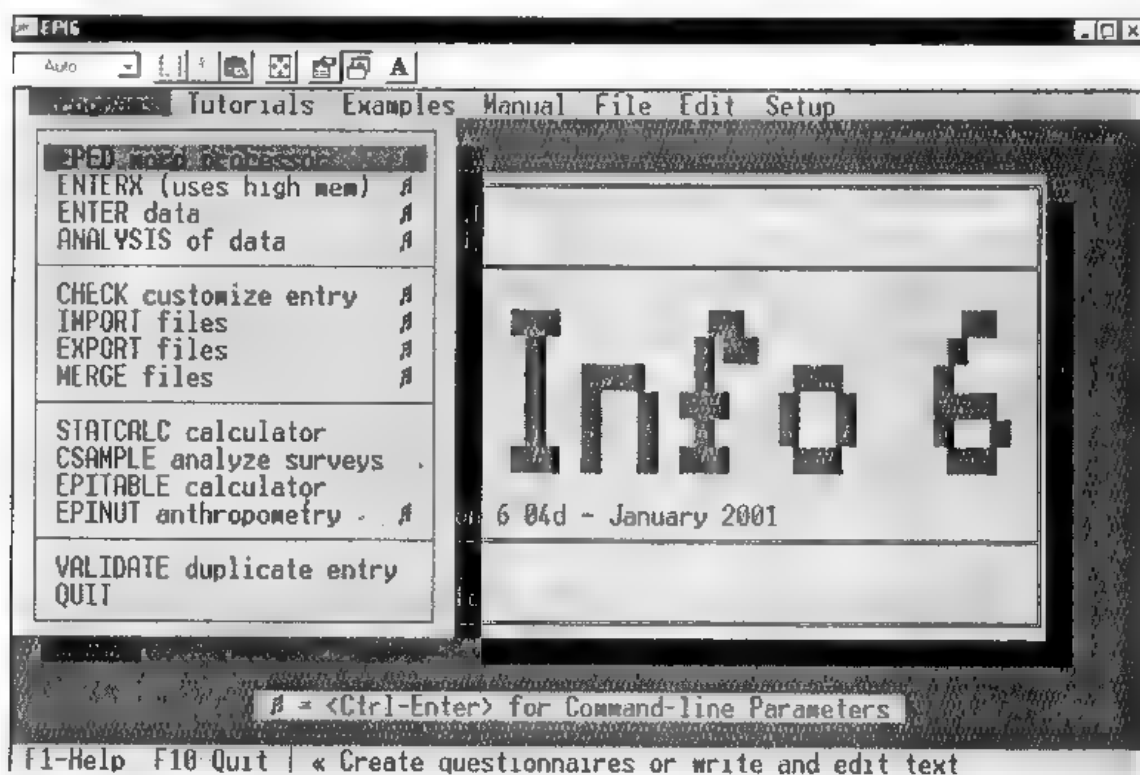 EPI6
Auto
A
Tutorials Examples Manual File Edit Setup
EPED word processor
ENTERX (uses high mem) ♬
ENTER data ♬
ANALYSIS of data ♬
CHECK customize entry ♬
IMPORT files ♬
EXPORT files ♬
MERGE files ♬
STATCALC calculator
CSAMPLE analyze surveys
EPITABLE calculator
EPINUT anthropometry ♬
VALIDATE duplicate entry
QUIT
Info 6
6 04d - January 2001
♬ = <Ctrl-Enter> for Command-line Parameters
F1-Help F10 Quit | « Create questionnaires or write and edit text